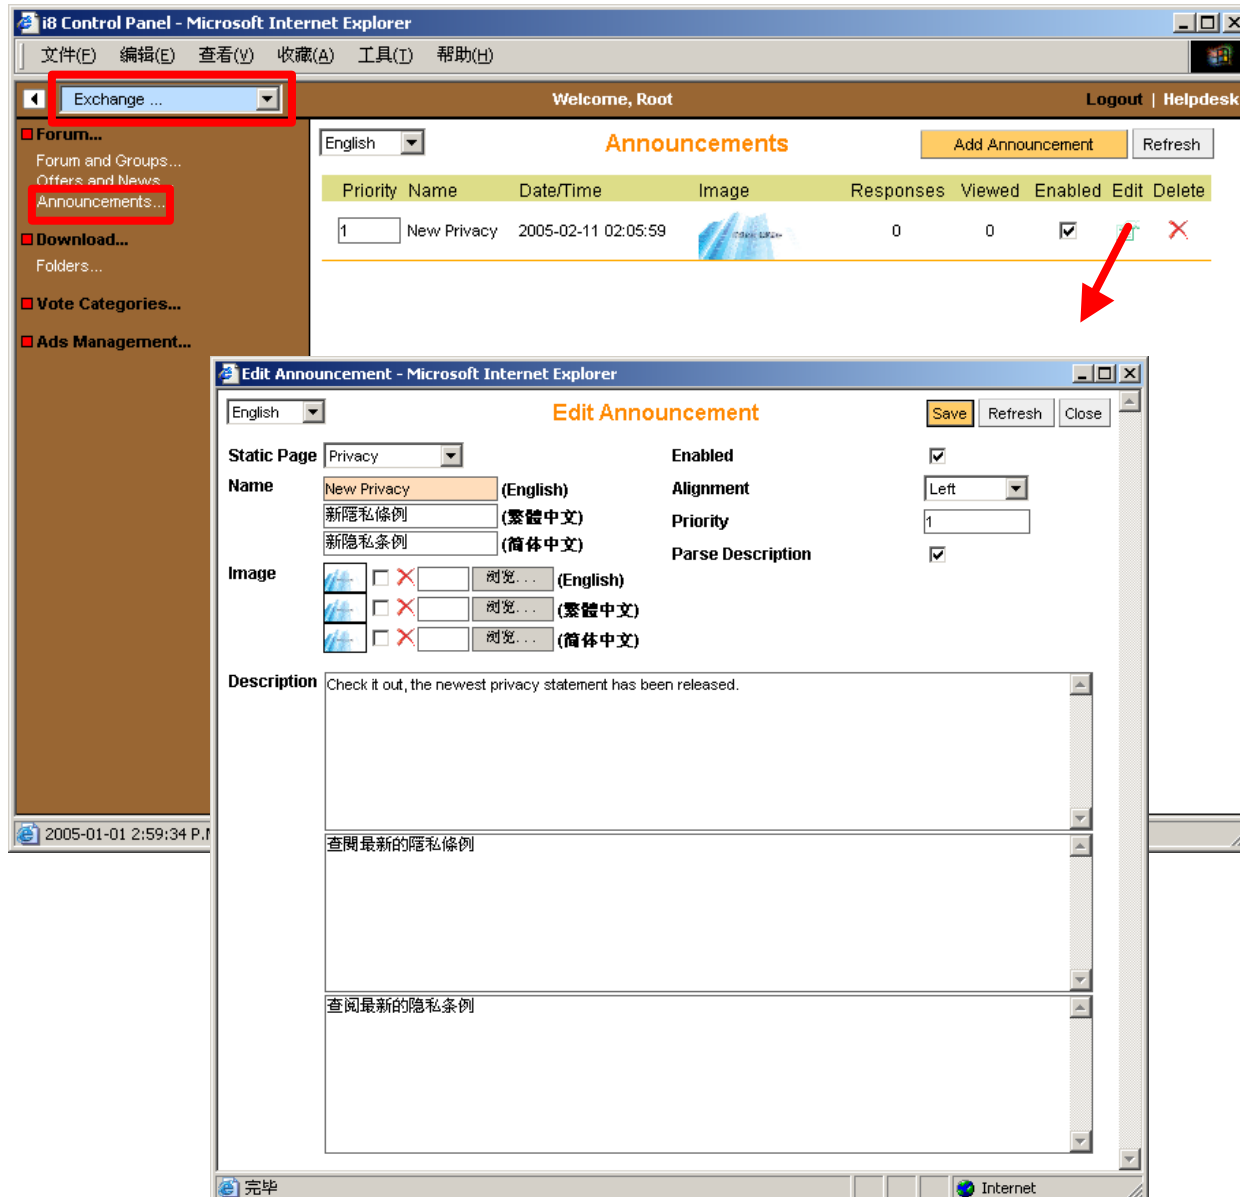 i8 Control Panel - Microsoft Internet Explorer
文件(F) 编辑(E) 查看(V) 收藏(A) 工具(T) 帮助(H)
Exchange ... Welcome, Root Logout | Helpdesk
Forum...
Forum and Groups...
Offers and News...
Announcements...
Download...
Folders...
Vote Categories...
Ads Management...
English Announcements Add Announcement Refresh
Priority Name Date/Time Image Responses Viewed Enabled Edit Delete
1 New Privacy 2005-02-11 02:05:59 0 0
Edit Announcement - Microsoft Internet Explorer
English Edit Announcement Save Refresh Close
Static Page Privacy Enabled
Name New Privacy (English) Alignment Left
新隱私條例 (繁體中文) Priority 1
新隐私条例 (简体中文) Parse Description
Image 浏览... (English)
浏览... (繁體中文)
浏览... (简体中文)
Description Check it out, the newest privacy statement has been released.
查閱最新的隱私條例
查阅最新的隐私条例
2005-01-01 2:59:34 P.M
完毕 Internet